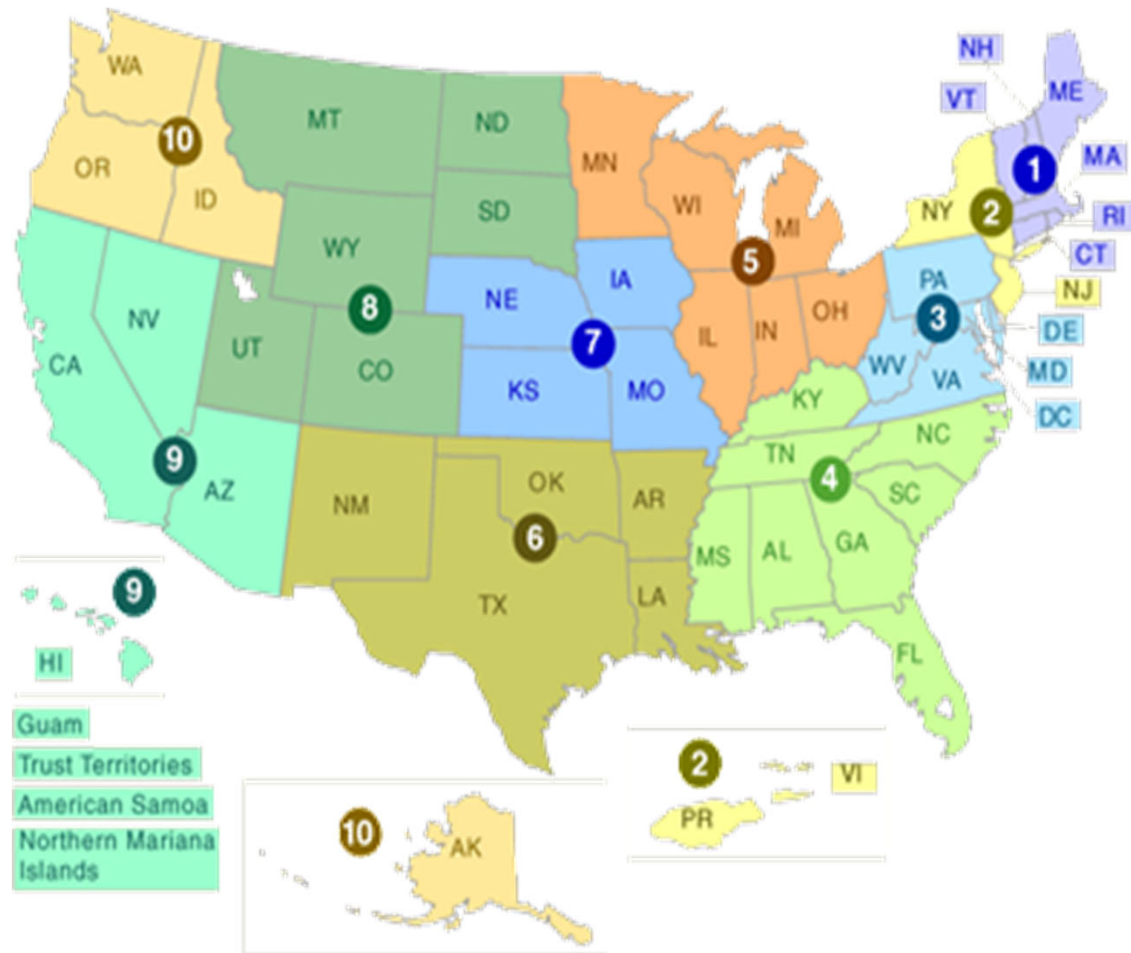 NH
ME
VT
WA
MT
ND
MN
10
1
MA
OR
ID
SD
WI
MI
NY
2
RI
WY
5
CT
8
NE
IA
PA
NJ
NV
UT
CO
7
IL
IN
OH
3
DE
CA
KS
MO
WV
VA
MD
KY
DC
9
AZ
TN
NC
4
NM
OK
AR
SC
6
MS
AL
GA
TX
LA
9
HI
FL
Guam
Trust Territories
American Samoa
Northern Mariana
Islands
10
AK
2
VI
PR